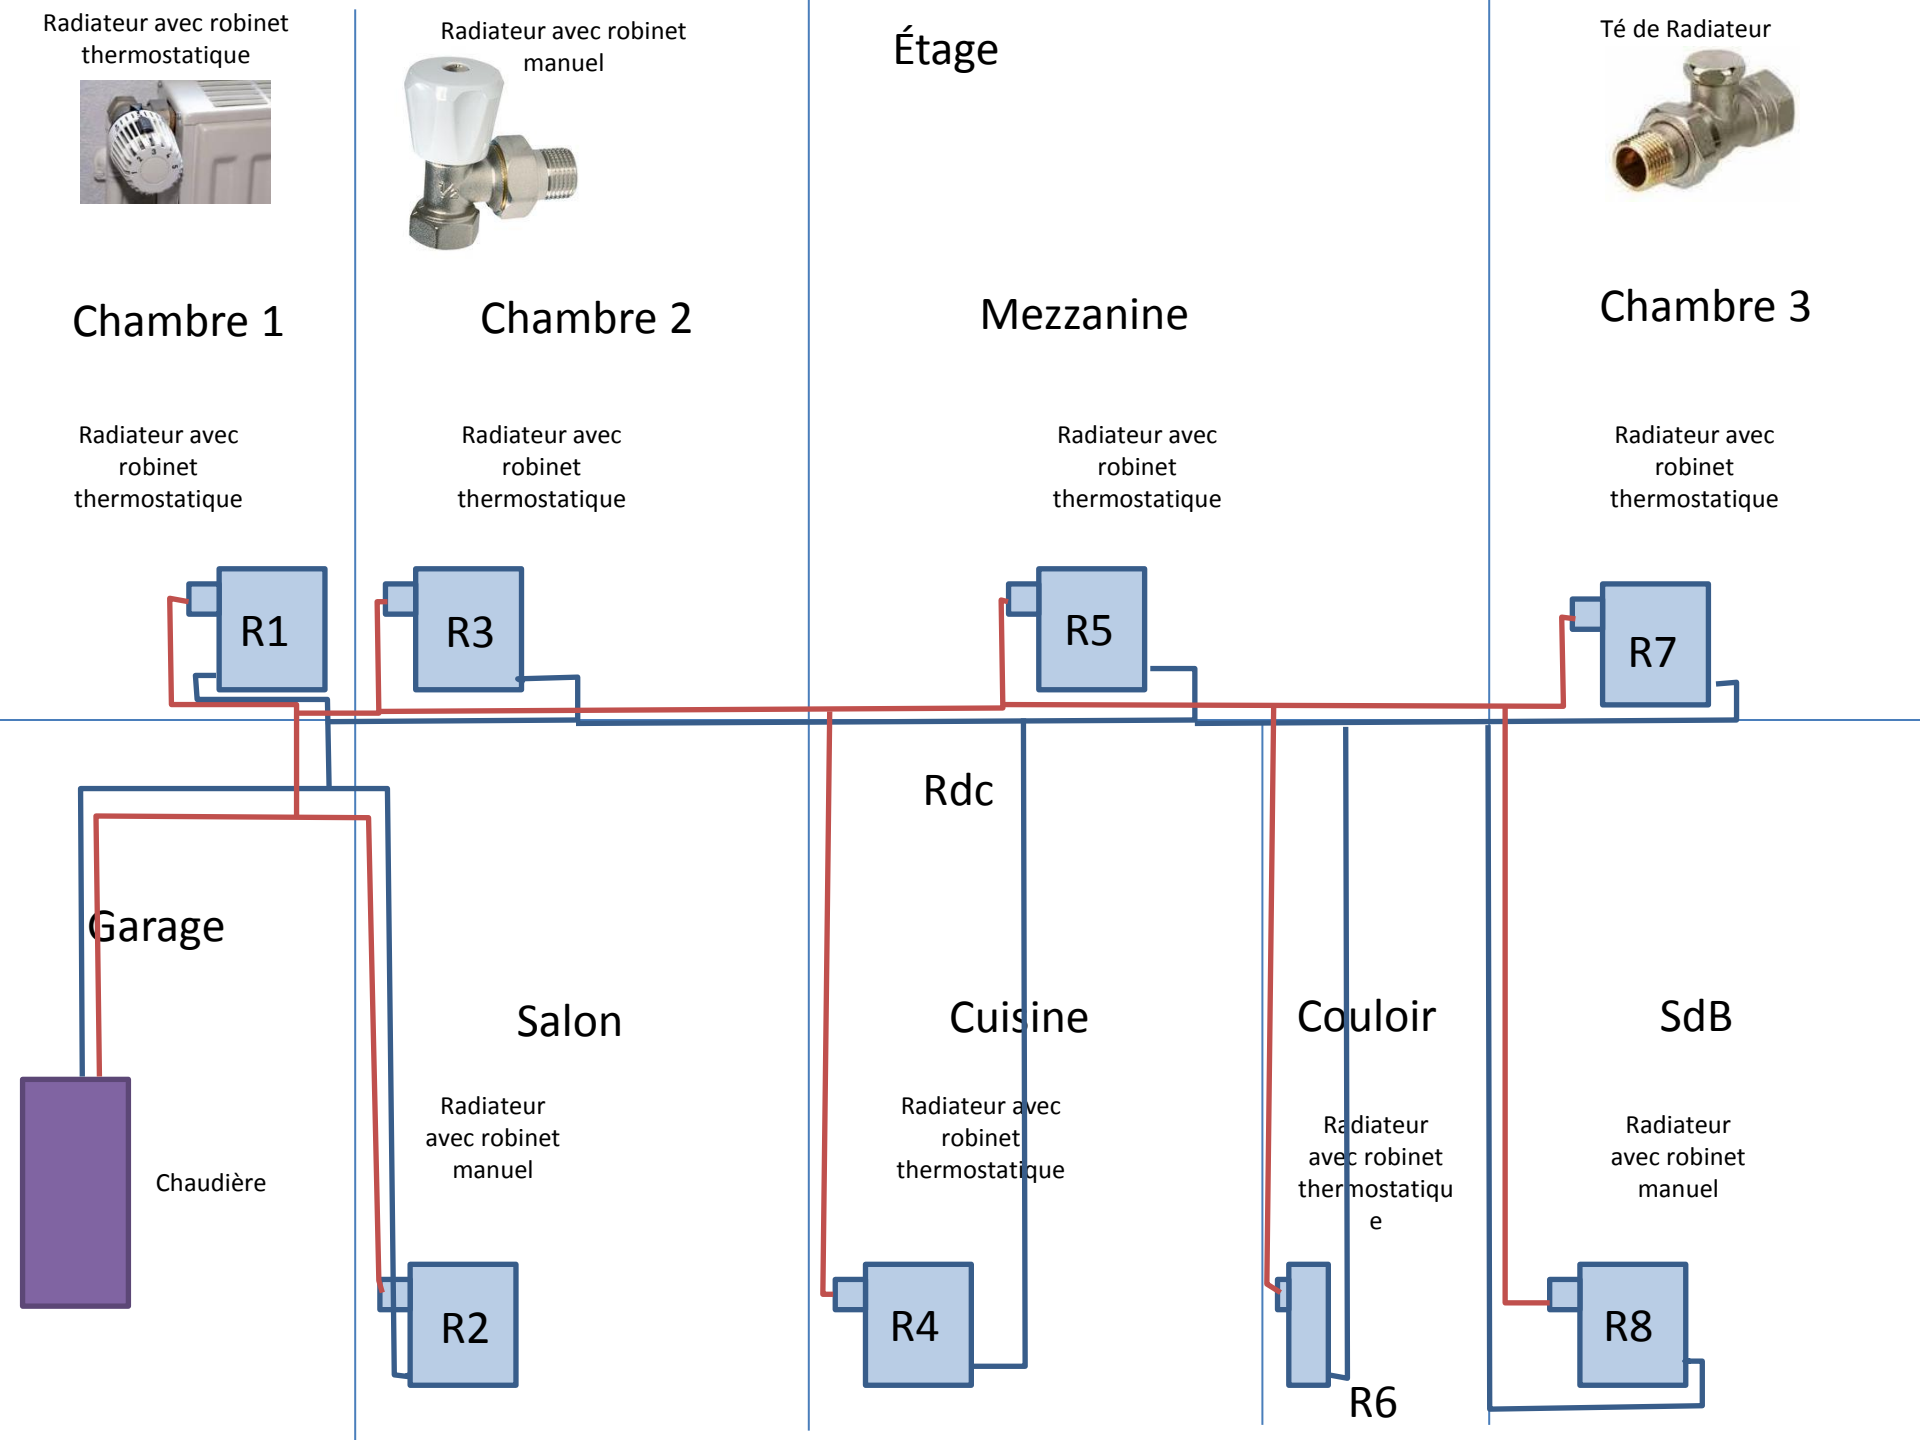 Radiateur avec robinet
thermostatique
Radiateur avec robinet
manuel
Étage
Té de Radiateur
Chambre 1
Chambre 2
Mezzanine
Chambre 3
Radiateur avec
robinet
thermostatique
Radiateur avec
robinet
thermostatique
Radiateur avec
robinet
thermostatique
Radiateur avec
robinet
thermostatique
R1
R3
R5
R7
Rdc
Garage
Salon
Cuisine
Couloir
SdB
Chaudière
Radiateur
avec robinet
manuel
Radiateur avec
robinet
thermostatique
Radiateur
avec robinet
thermostatiqu
e
Radiateur
avec robinet
manuel
R2
R4
R6
R8